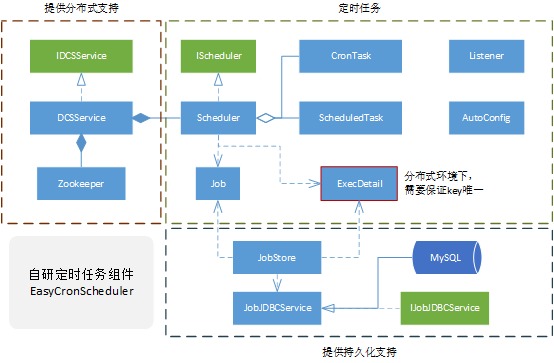 提供分布式支持
定时任务
IDCSService
IScheduler
CronTask
Listener
DCSService
Scheduler
ScheduledTask
AutoConfig
Zookeeper
Job
ExecDetail
分布式环境下，
需要保证key唯一
自研定时任务组件
EasyCronScheduler
JobStore
MySQL
JobJDBCService
IJobJDBCService
提供持久化支持